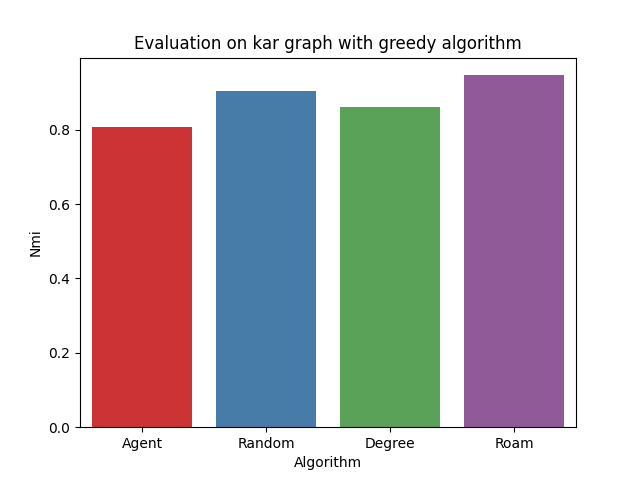 Evaluation on kar graph with greedy algorithm
0.8
0.6
0.4
0.2
0.0
Nmi
Agent Random Degree Roam
Algorithm